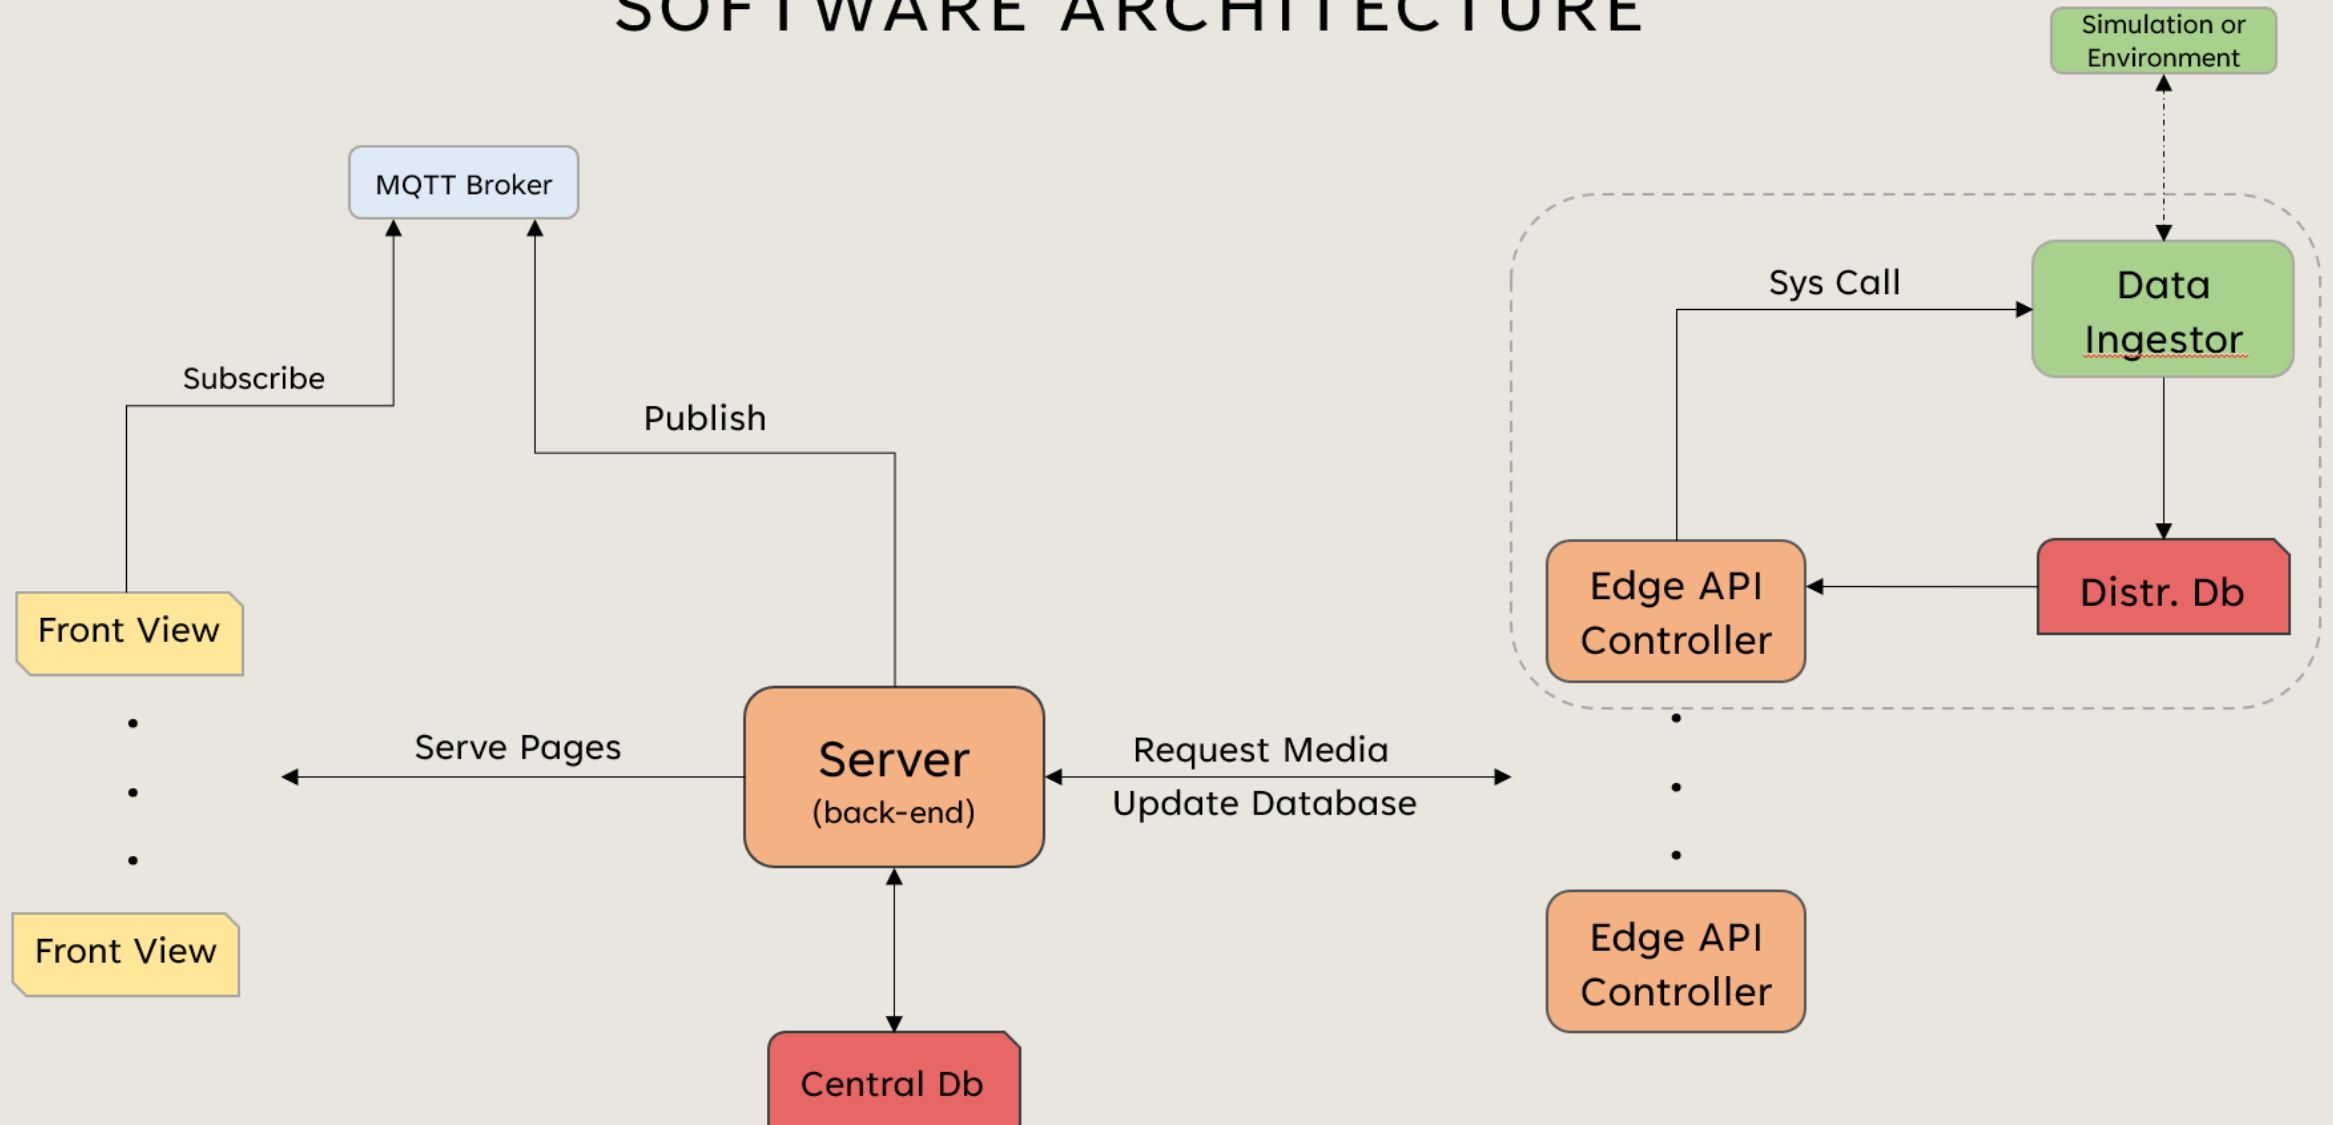 SOFTWARE ARCHITECTURE
Simulation or
Environment
MQTT Broker
Sys Call
Data
Ingestor
Subscribe
Publish
Edge API
Controller
Distr. Db
Front View
Serve Pages
Server
(back-end)
Request Media
Update Database
Front View
Edge API
Controller
Central Db